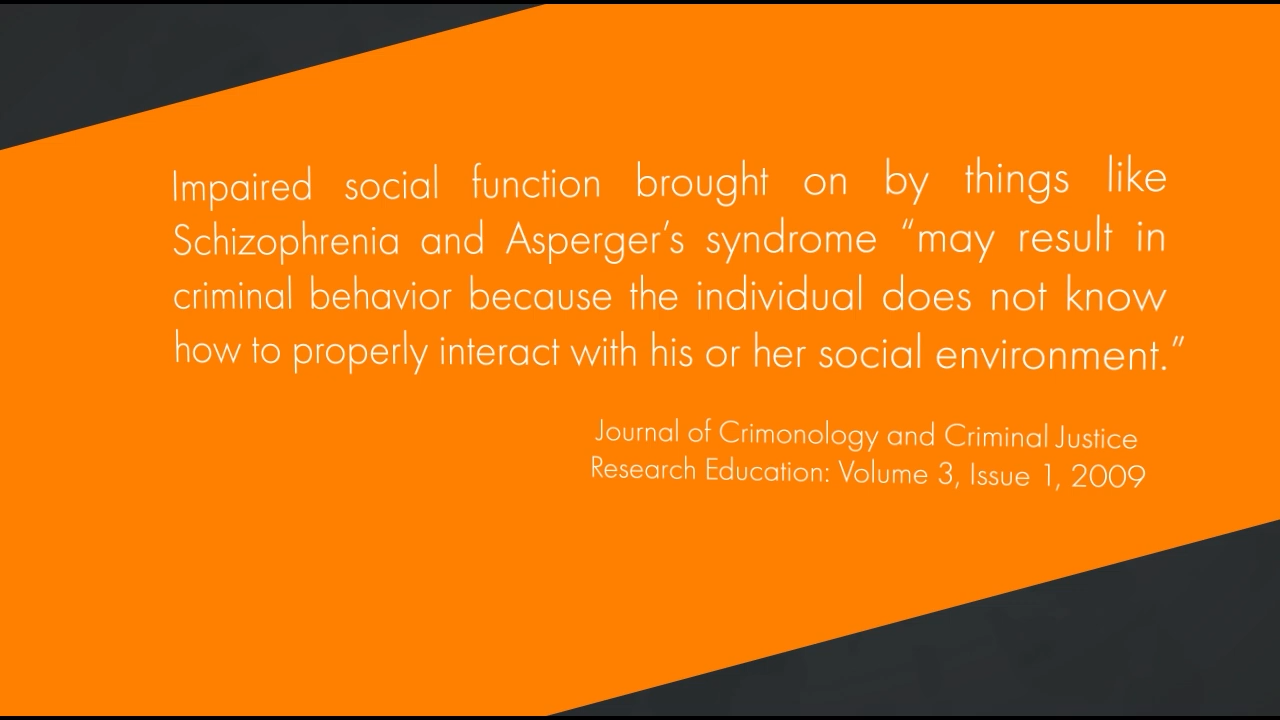 Impaired social function brought on by things like
Schizophrenia and Asperger's syndrome “may result in
criminal behavior because the individual does not know
how to properly interact with his or her social environment.”
Journal of Crimonology and Criminal Justice
Research Education: Volume 3, Issue 1, 2009